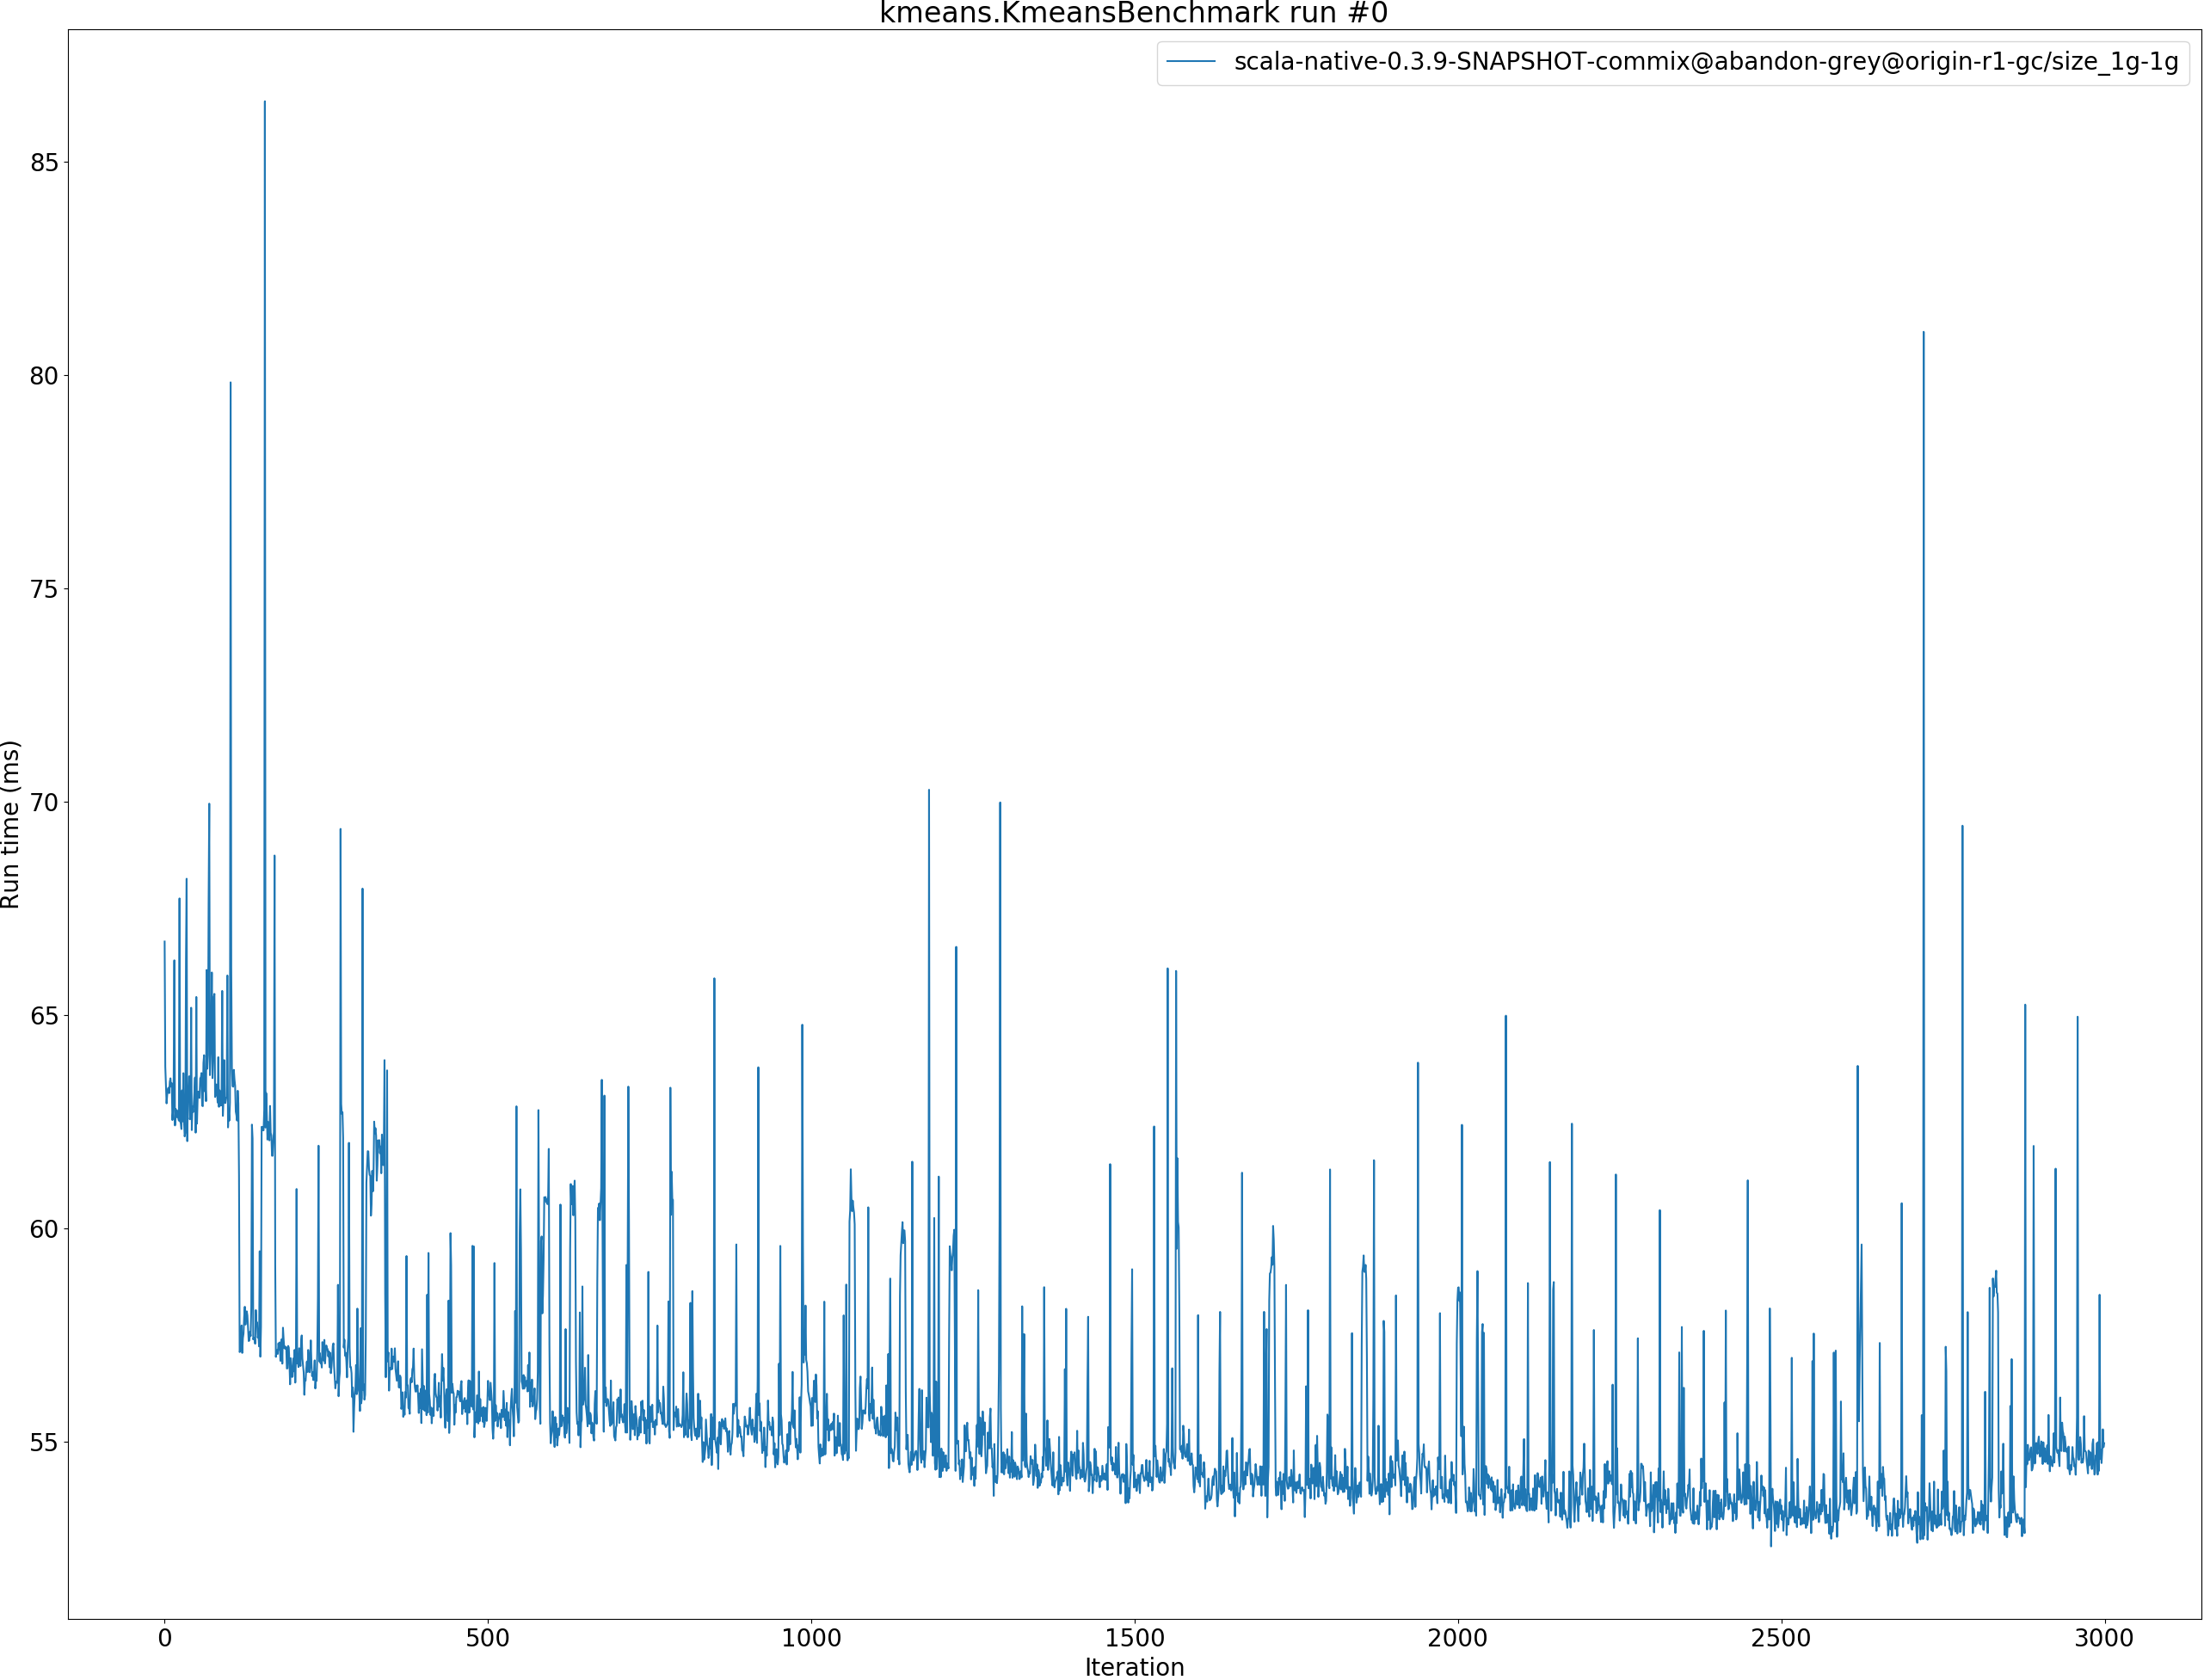 kmeans.KmeansBenchmark run #0
scala-native-0.3.9-SNAPSHOT-commix@abandon-grey@origin-r1-gc/size_1g-1g
85
80
75
70
65
60
55
Run time (ms)
0 500 1000 1500 2000 2500 3000
Iteration